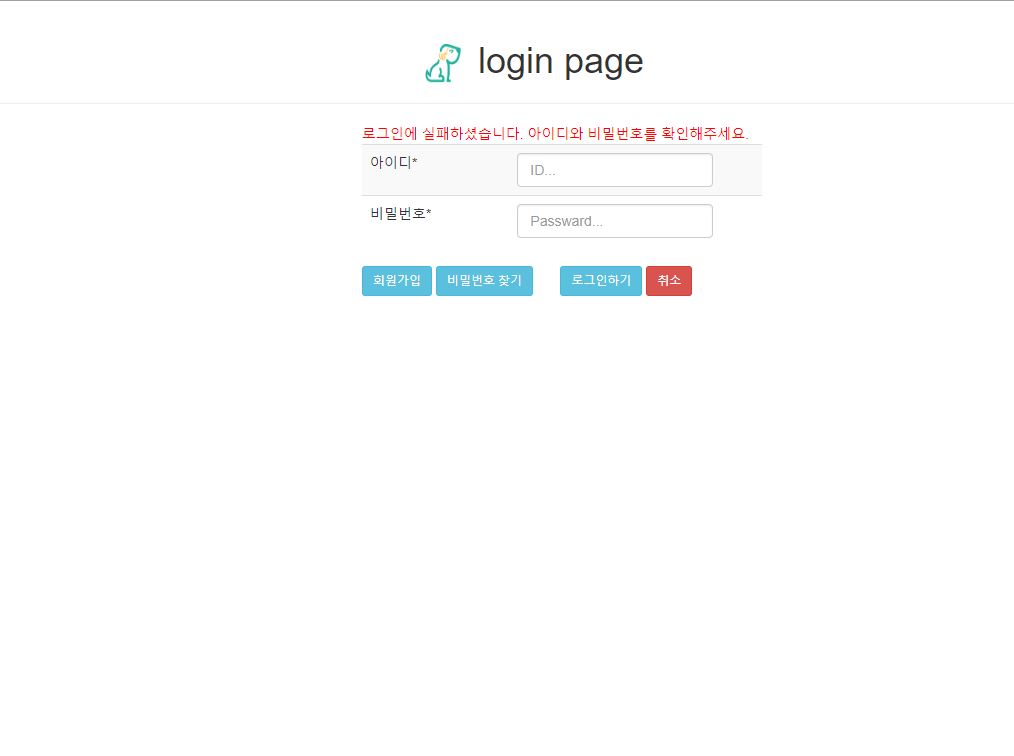 login page
로그인에 실패하셨습니다. 아이디와 비밀번호를 확인해주세요.
아이디*
ID...
비밀번호*
Passward...
회원가입 비밀번호 찾기 로그인하기 취소